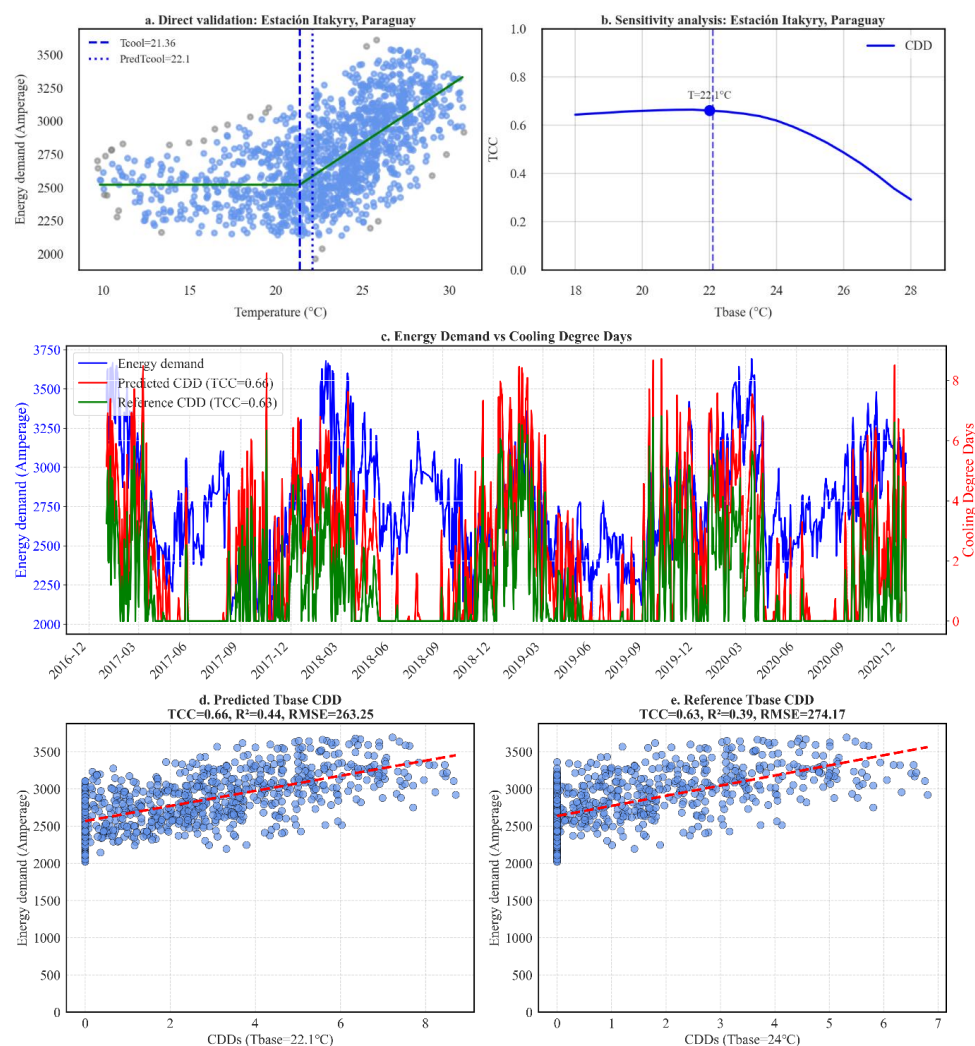 a. Direct validation: Estación Itakyry, Paraguay
Tcool=21.36
PredTcool=22.1
Energy demand (Amperage)
3500
3250
3000
2750
2500
2250
2000
10 15 20 25 30
Temperature (°C)
b. Sensitivity analysis: Estación Itakyry, Paraguay
CDD
T=22.1°C
TCC
1.0
0.8
0.6
0.4
0.2
0.0
18 20 22 24 26 28
Tbase (°C)
c. Energy Demand vs Cooling Degree Days
Energy demand
Predicted CDD (TCC=0.66)
Reference CDD (TCC=0.63)
Energy demand (Amperage)
3750
3500
3250
3000
2750
2500
2250
2000
8
6
4
2
0
Cooling Degree Days
2016-12 2017-03 2017-06 2017-09 2017-12 2018-03 2018-06 2018-09 2018-12 2019-03 2019-06 2019-09 2019-12 2020-03 2020-06 2020-09 2020-12
d. Predicted Tbase CDD
TCC=0.66, R²=0.44, RMSE=263.25
Energy demand (Amperage)
3500
3000
2500
2000
1500
1000
500
0
0 2 4 6 8
CDDs (Tbase=22.1°C)
e. Reference Tbase CDD
TCC=0.63, R²=0.39, RMSE=274.17
Energy demand (Amperage)
3500
3000
2500
2000
1500
1000
500
0
0 1 2 3 4 5 6 7
CDDs (Tbase=24°C)